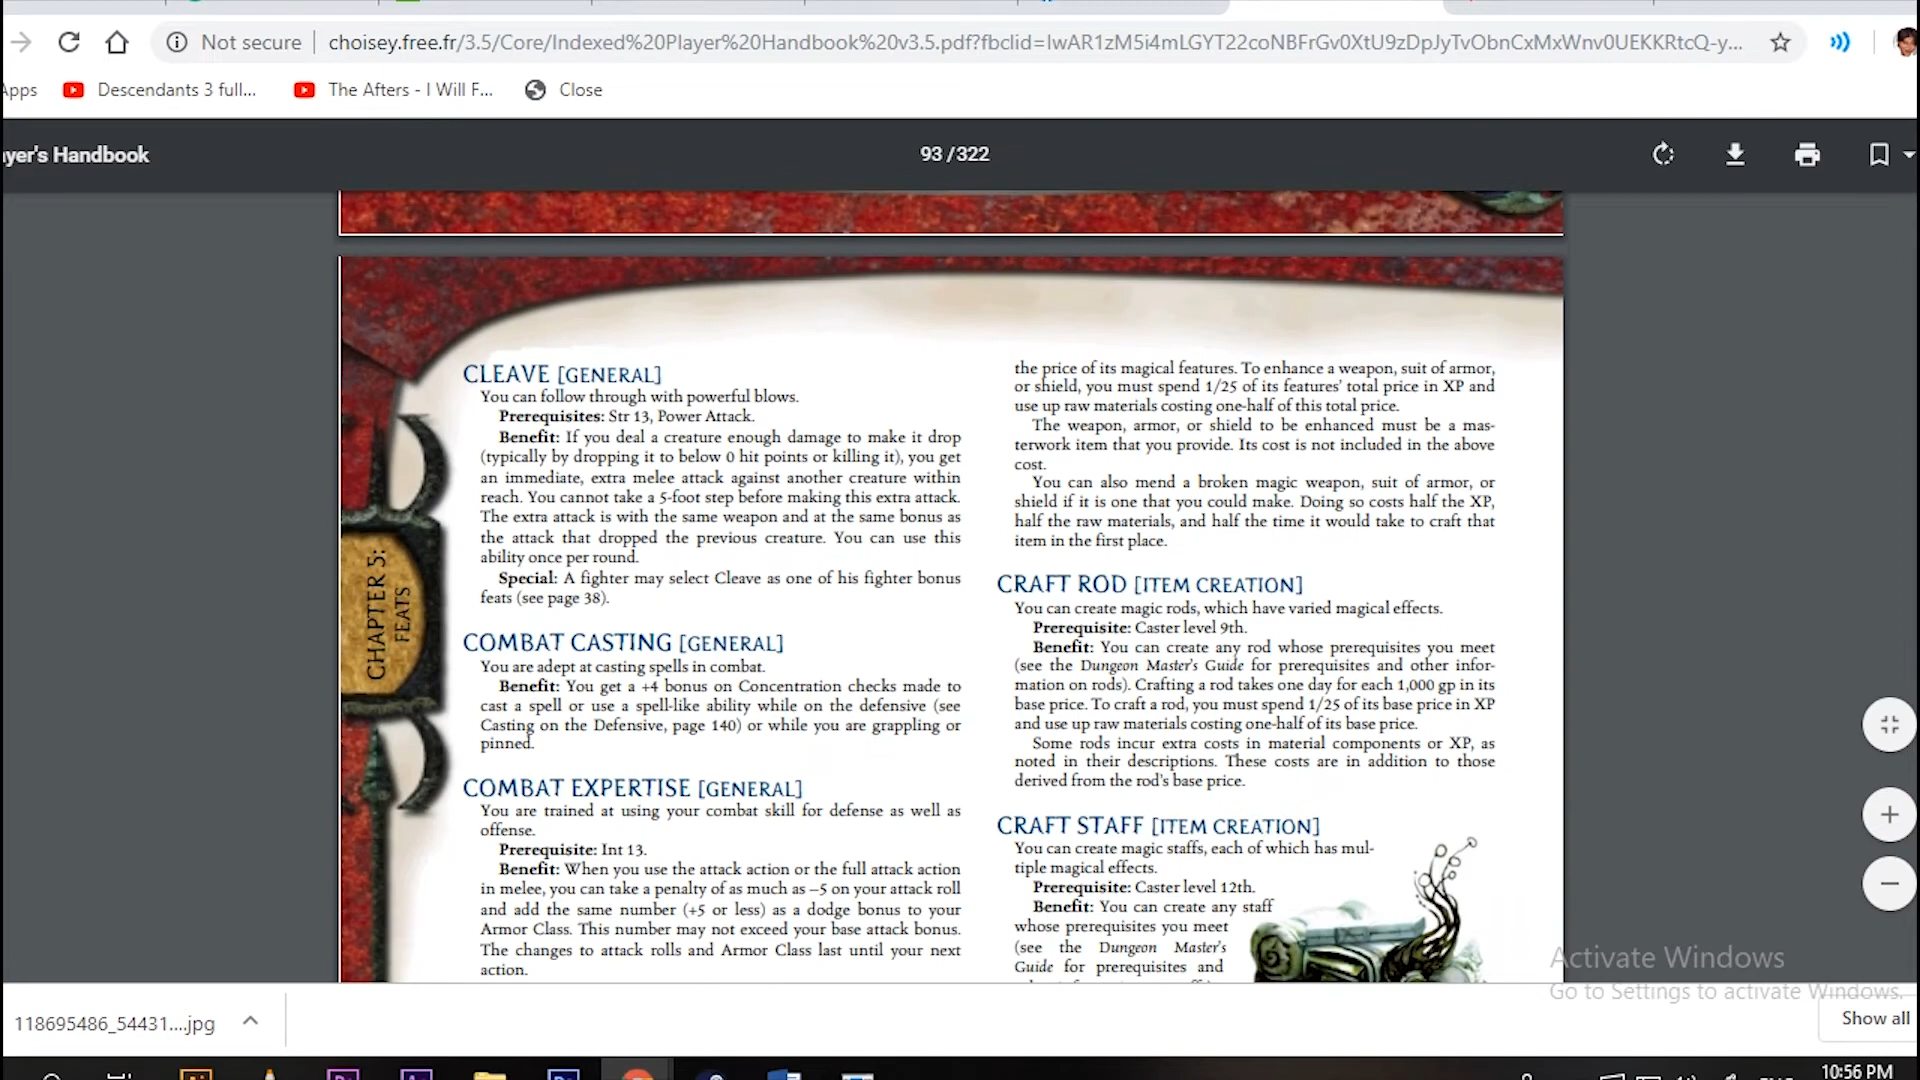 Not secure
choisey.free.fr/3.5/Core/Indexed%20Player%20Handbook%20v3.5.pdf?fbclid=IwAR1zM5i4mLGYT22coNBFrGv0XtU9zDpJyTvObnCxMxWnv0UEKKRtcQ-y...
Apps
Descendants 3 full...
The Afters - I Will F...
Close
ayer's Handbook
93 / 322
CHAPTER 5:
FEATS
CLEAVE [GENERAL]
You can follow through with powerful blows.
Prerequisites: Str 13, Power Attack.
Benefit: If you deal a creature enough damage to make it drop
(typically by dropping it to below 0 hit points or killing it), you get
an immediate, extra melee attack against another creature within
reach. You cannot take a 5-foot step before making this extra attack.
The extra attack is with the same weapon and at the same bonus as
the attack that dropped the previous creature. You can use this
ability once per round.
Special: A fighter may select Cleave as one of his fighter bonus
feats (see page 38).
COMBAT CASTING [GENERAL]
You are adept at casting spells in combat.
Benefit: You get a +4 bonus on Concentration checks made to
cast a spell or use a spell-like ability while on the defensive (see
Casting on the Defensive, page 140) or while you are grappling or
pinned.
COMBAT EXPERTISE [GENERAL]
You are trained at using your combat skill for defense as well as
offense.
Prerequisite: Int 13.
Benefit: When you use the attack action or the full attack action
in melee, you can take a penalty of as much as –5 on your attack roll
and add the same number (+5 or less) as a dodge bonus to your
Armor Class. This number may not exceed your base attack bonus.
The changes to attack rolls and Armor Class last until your next
action.
the price of its magical features. To enhance a weapon, suit of armor,
or shield, you must spend 1/25 of its features' total price in XP and
use up raw materials costing one-half of this total price.
The weapon, armor, or shield to be enhanced must be a mas-
terwork item that you provide. Its cost is not included in the above
cost.
You can also mend a broken magic weapon, suit of armor, or
shield if it is one that you could make. Doing so costs half the XP,
half the raw materials, and half the time it would take to craft that
item in the first place.
CRAFT ROD [ITEM CREATION]
You can create magic rods, which have varied magical effects.
Prerequisite: Caster level 9th.
Benefit: You can create any rod whose prerequisites you meet
(see the Dungeon Master's Guide for prerequisites and other infor-
mation on rods). Crafting a rod takes one day for each 1,000 gp in its
base price. To craft a rod, you must spend 1/25 of its base price in XP
and use up raw materials costing one-half of its base price.
Some rods incur extra costs in material components or XP, as
noted in their descriptions. These costs are in addition to those
derived from the rod's base price.
CRAFT STAFF [ITEM CREATION]
You can create magic staffs, each of which has mul-
tiple magical effects.
Prerequisite: Caster level 12th.
Benefit: You can create any staff
whose prerequisites you meet
(see the Dungeon Master's
Guide for prerequisites and
Activate Windows
Go to Settings to activate Windows.
118695486_54431....jpg
Show all
10:56 PM